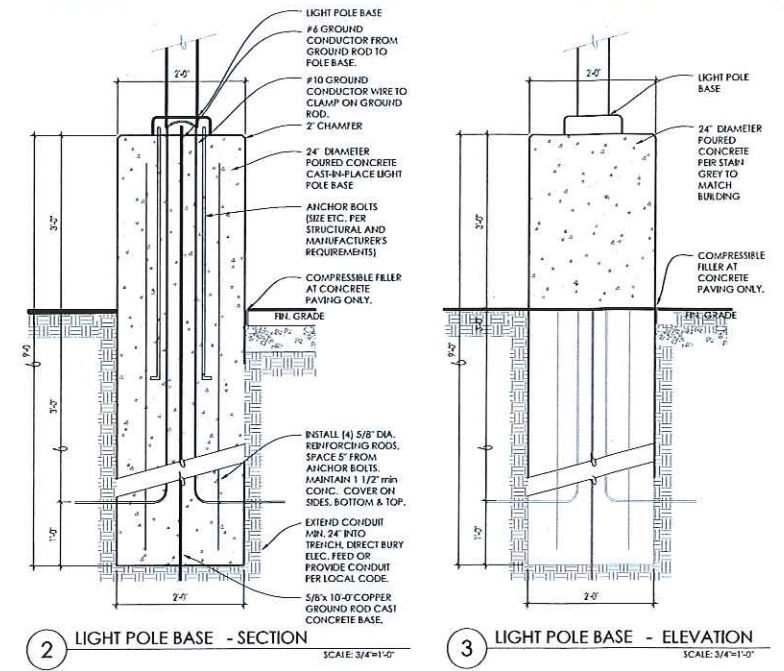 LIGHT POLE BASE
#6 GROUND
CONDUCTOR FROM
GROUND ROD TO
POLE BASE.
#10 GROUND
CONDUCTOR WIRE TO
CLAMP ON GROUND
ROD.
2" CHAMFER
24" DIAMETER
POURED CONCRETE
CAST-IN-PLACE LIGHT
POLE BASE
ANCHOR BOLTS
(SIZE ETC. PER
STRUCTURAL AND
MANUFACTURER'S
REQUIREMENTS)
COMPRESSIBLE FILLER
AT CONCRETE
PAVING ONLY.
FIN. GRADE
INSTALL (4) 5/8" DIA.
REINFORCING RODS,
SPACE 5" FROM
ANCHOR BOLTS.
MAINTAIN 1 1/2" min
CONC. COVER ON
SIDES, BOTTOM & TOP.
EXTEND CONDUIT
MIN. 24" INTO
TRENCH, DIRECT BURY
ELEC. FEED OR
PROVIDE CONDUIT
PER LOCAL CODE.
5/8"x 10'-0"COPPER
GROUND ROD CAST
CONCRETE BASE.
2'-0"
3'-0"
9'-0
3'-0"
6
1'-0"
2'-0"
2 LIGHT POLE BASE - SECTION
SCALE: 3/4"=1'-0"
2'-0"
LIGHT POLE
BASE
24" DIAMETER
POURED
CONCRETE
PEIR STAIN
GREY TO
MATCH
BUILDING
COMPRESSIBLE
FILLER AT
CONCRETE
PAVING ONLY.
FIN. GRADE
3'-0"
9'-0
6
1'-0"
2'-0"
3 LIGHT POLE BASE - ELEVATION
SCALE: 3/4"=1'-0"